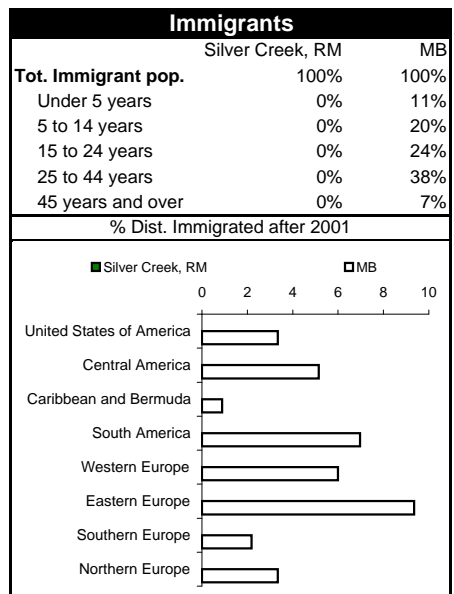 Immigrants
Silver Creek, RM MB
Tot. Immigrant pop. 100% 100%
Under 5 years 0% 11%
5 to 14 years 0% 20%
15 to 24 years 0% 24%
25 to 44 years 0% 38%
45 years and over 0% 7%
% Dist. Immigrated after 2001
Silver Creek, RM MB
0 2 4 6 8 10
United States of America
Central America
Caribbean and Bermuda
South America
Western Europe
Eastern Europe
Southern Europe
Northern Europe